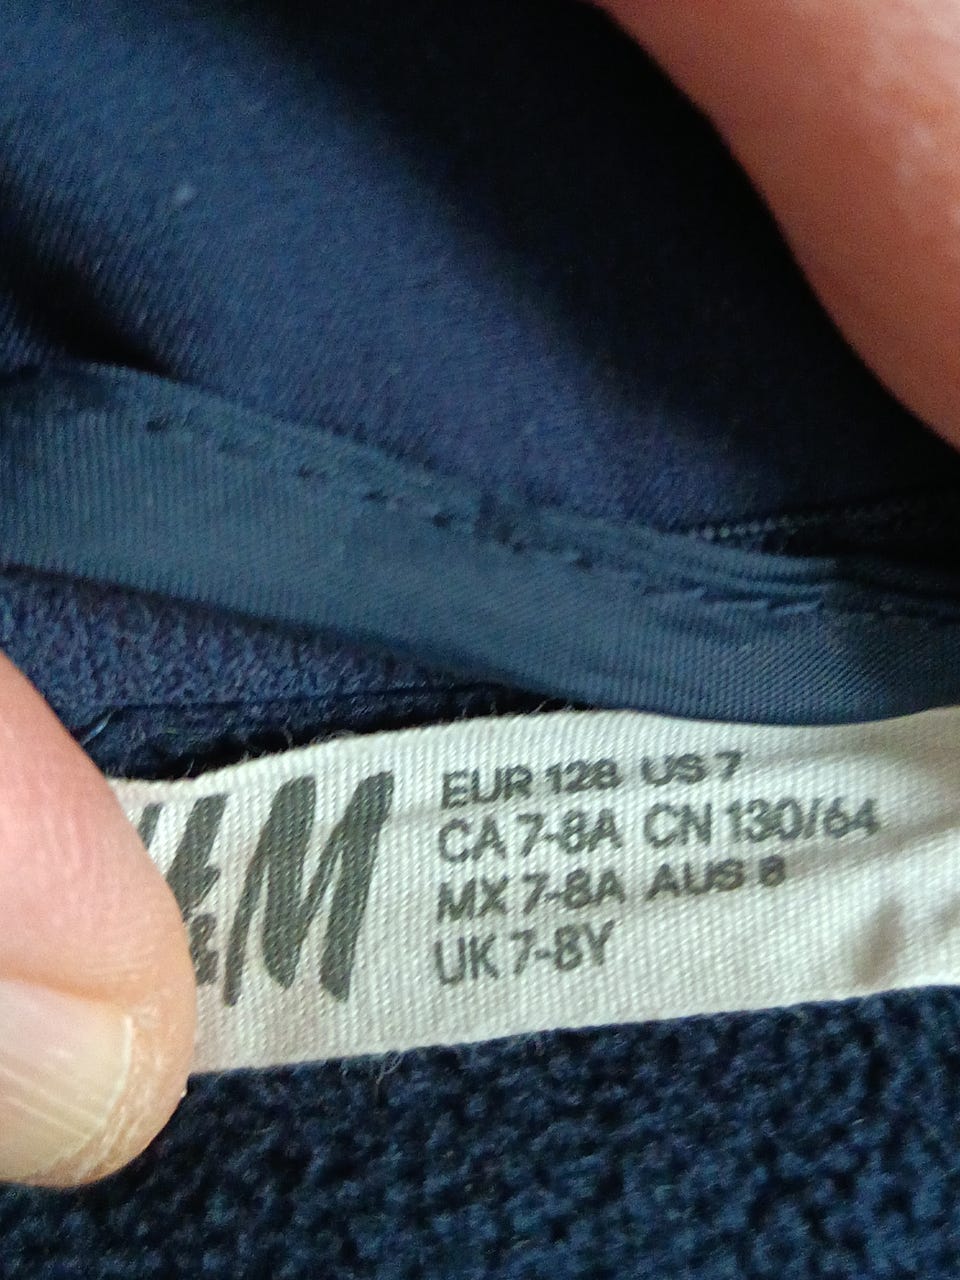 H&M
EUR 128 US 7
CA 7-8A CN 130/64
MX 7-8A AUS 8
UK 7-8Y